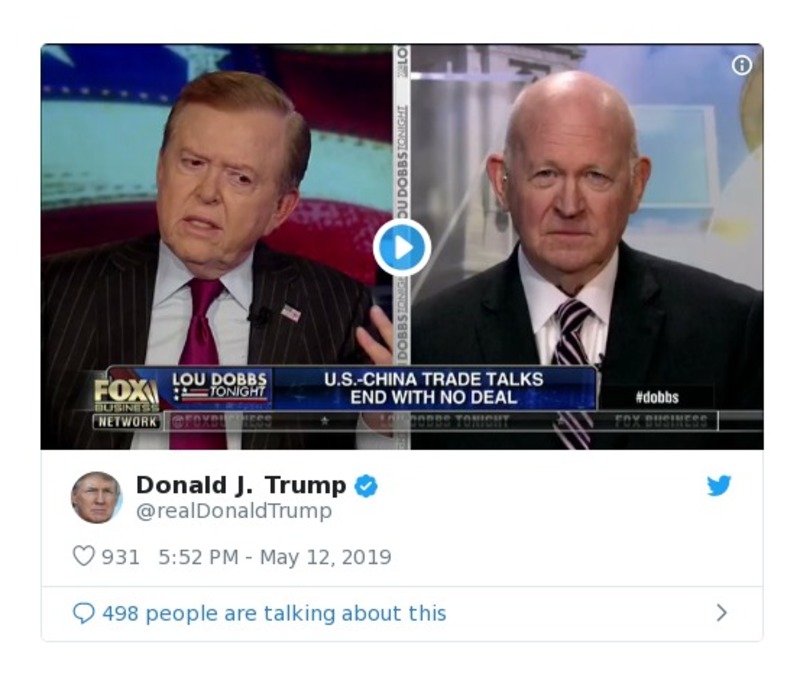 LOU DOBBS TONIGHT
FOX
BUSINESS
NETWORK
LOU DOBBS
TONIGHT
U.S.-CHINA TRADE TALKS
END WITH NO DEAL
#dobbs
@FOXBUSINESS
LOU DOBBS TONIGHT
FOX BUSINESS
Donald J. Trump
@realDonaldTrump
931 5:52 PM - May 12, 2019
498 people are talking about this